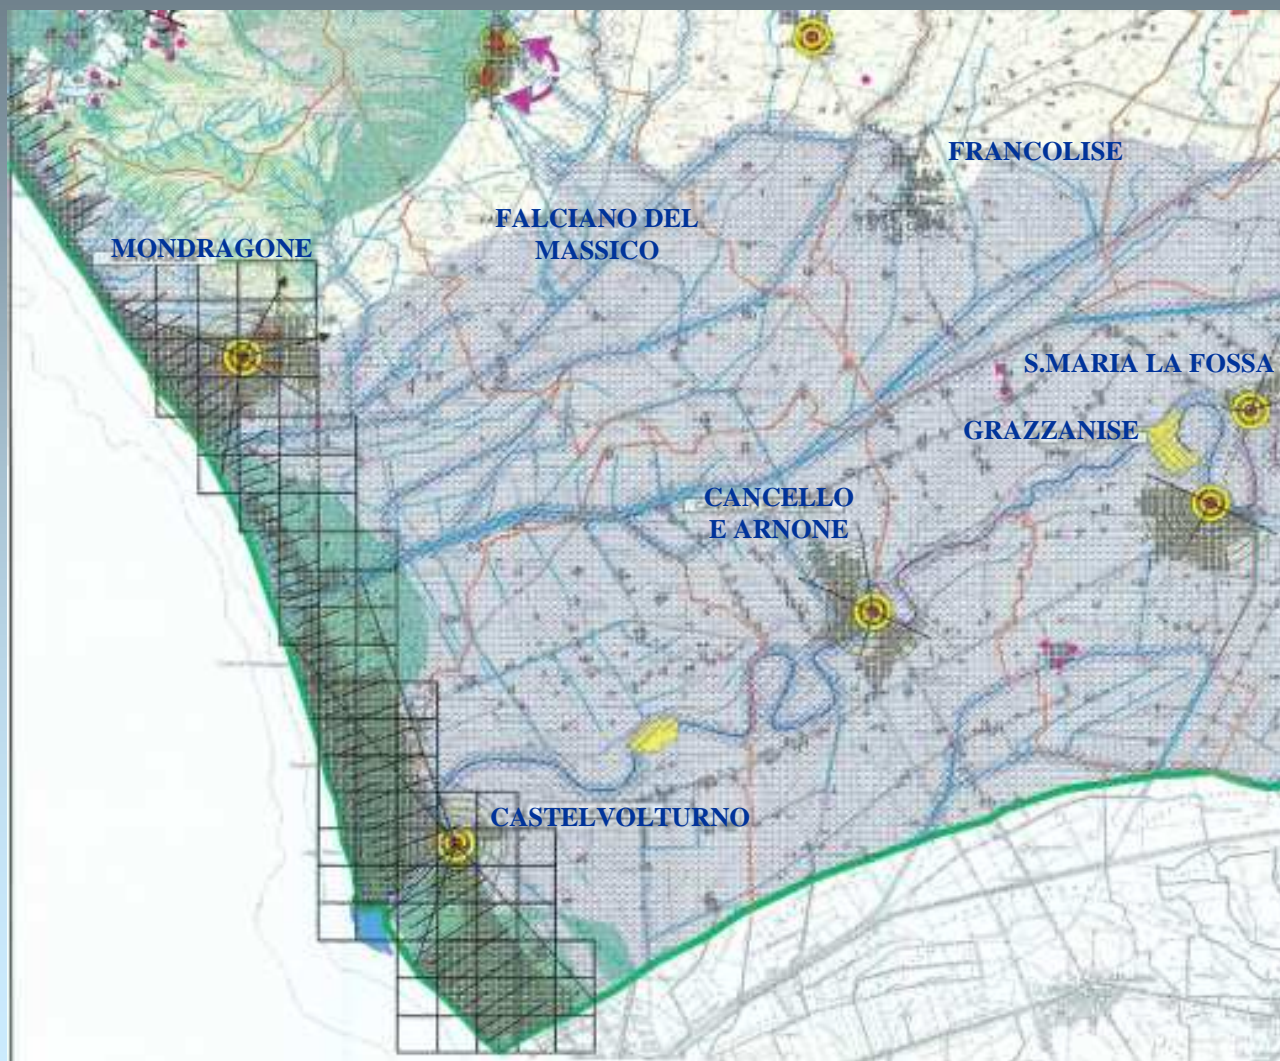 FRANCOLISE
FALCIANO DEL
MASSICO
MONDRAGONE
S.MARIA LA FOSSA
GRAZZANISE
CANCELLO
E ARNONE
CASTELVOLTURNO